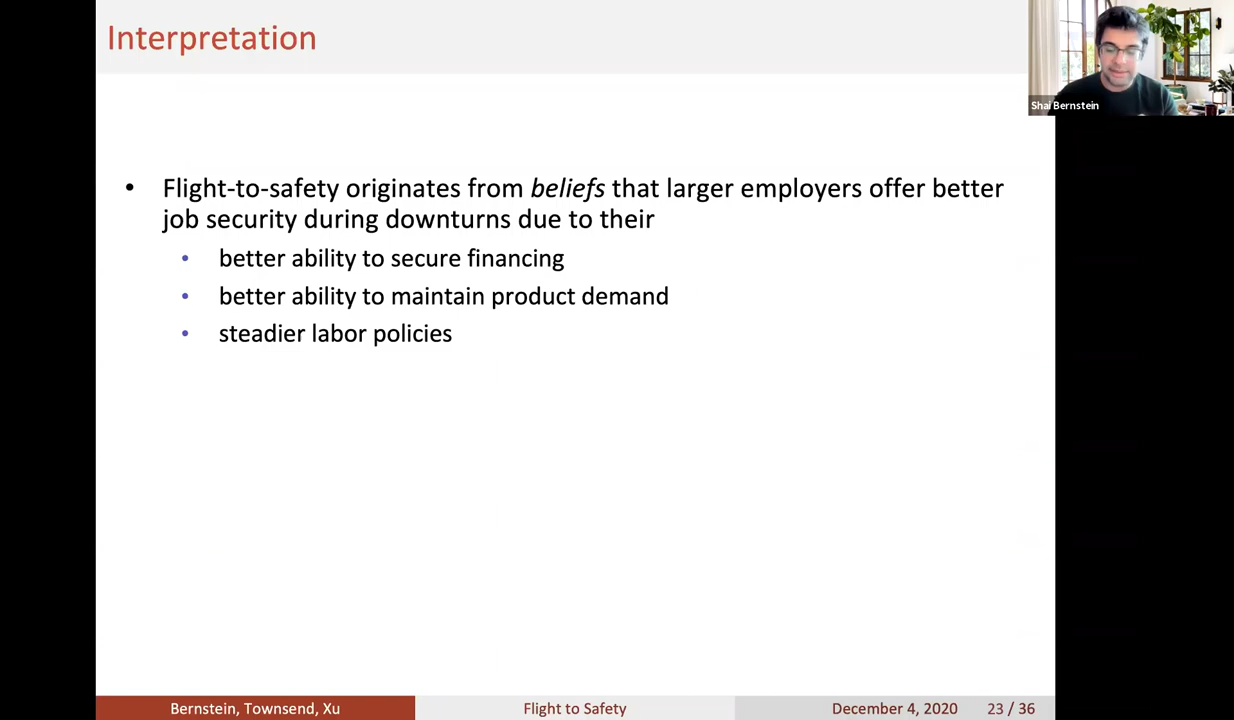 Interpretation
Shai Bernstein
• Flight-to-safety originates from beliefs that larger employers offer better
job security during downturns due to their
• better ability to secure financing
• better ability to maintain product demand
• steadier labor policies
Bernstein, Townsend, Xu
Flight to Safety
December 4, 2020
23 / 36